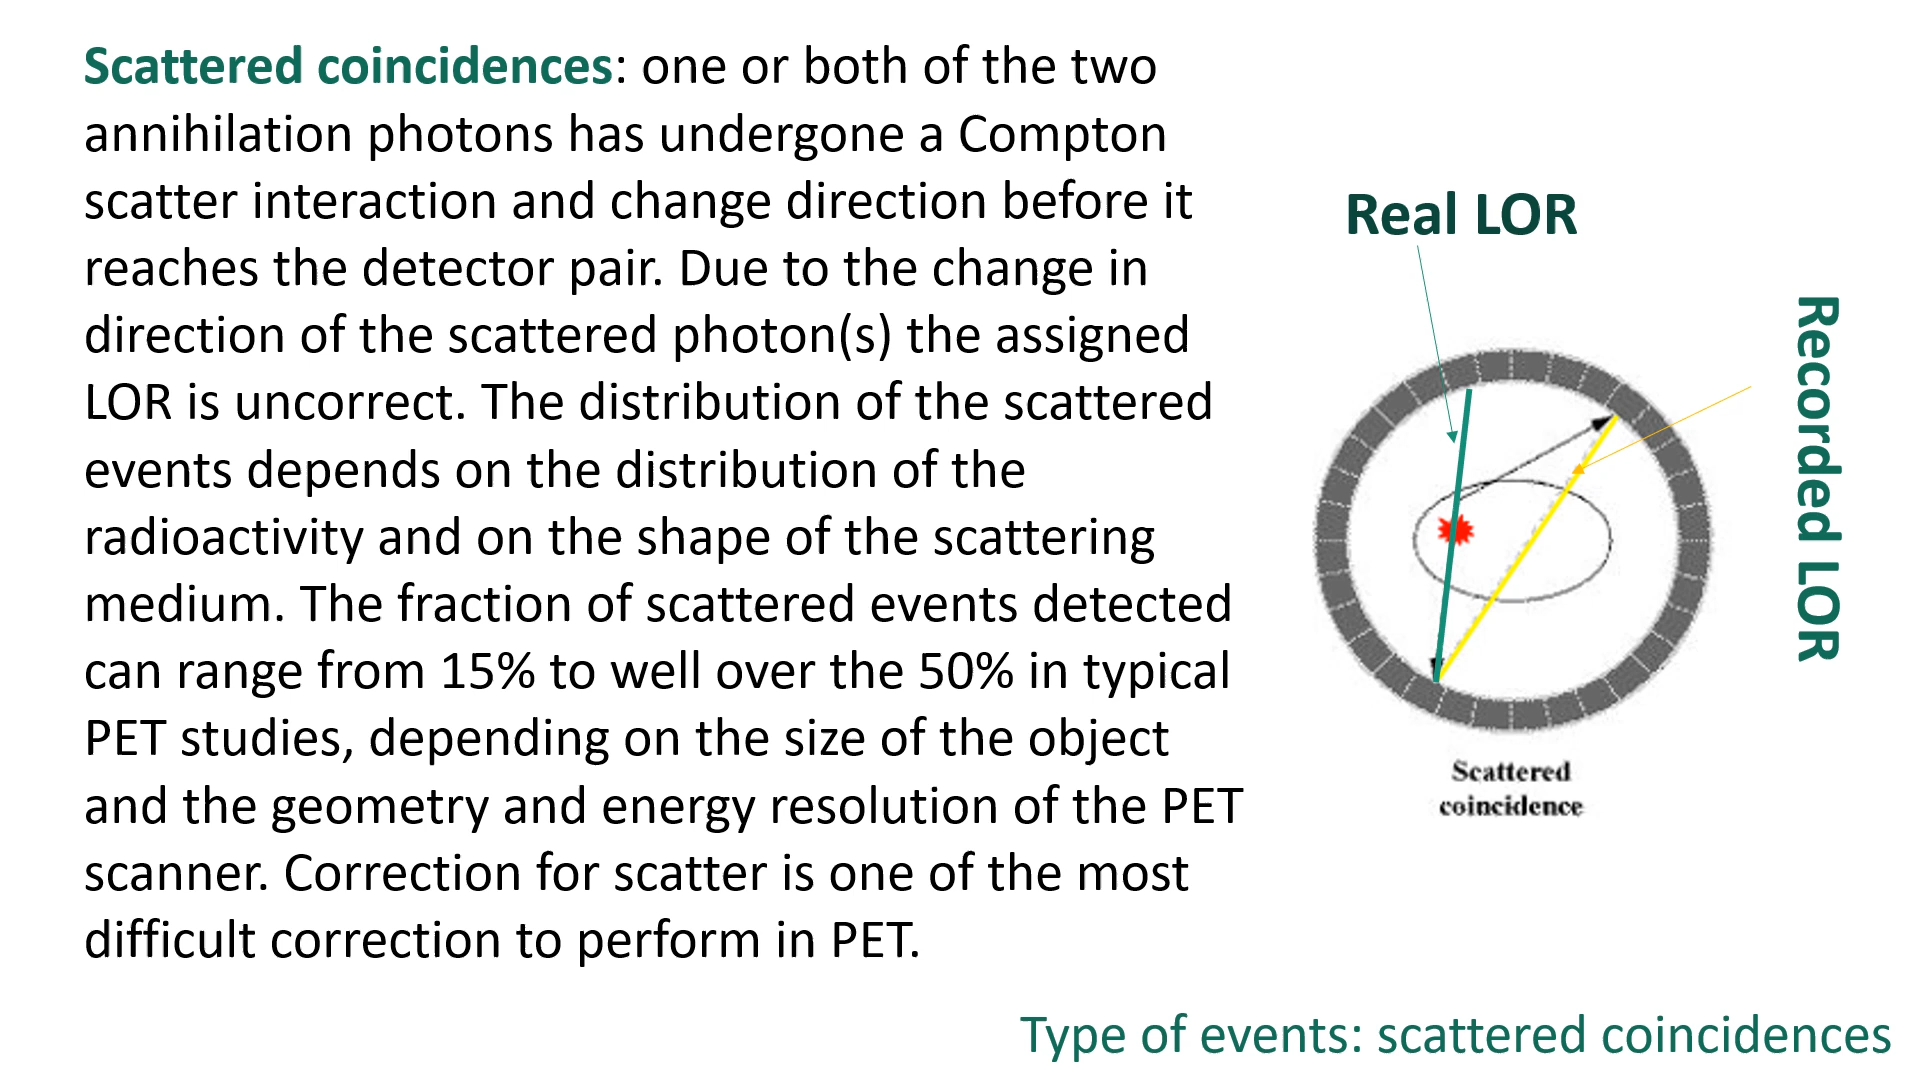 Scattered coincidences: one or both of the two
annihilation photons has undergone a Compton
scatter interaction and change direction before it
reaches the detector pair. Due to the change in
direction of the scattered photon(s) the assigned
LOR is uncorrect. The distribution of the scattered
events depends on the distribution of the
radioactivity and on the shape of the scattering
medium. The fraction of scattered events detected
can range from 15% to well over the 50% in typical
PET studies, depending on the size of the object
and the geometry and energy resolution of the PET
scanner. Correction for scatter is one of the most
difficult correction to perform in PET.
Real LOR
Recorded LOR
Scattered
coincidence
Type of events: scattered coincidences